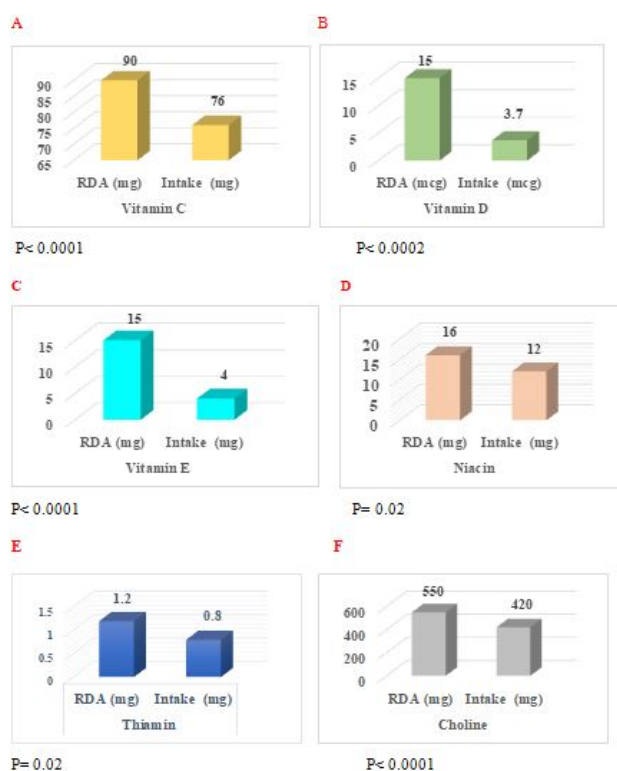 A
B
90
76
90
85
80
75
70
65
RDA (mg) Intake (mg)
Vitamin C
15
3.7
15
10
5
0
RDA (mcg) Intake (mcg)
Vitamin D
P< 0.0001
P< 0.0002
C
D
15
4
15
10
5
0
RDA (mg) Intake (mg)
Vitamin E
16
12
20
15
10
5
0
RDA (mg) Intake (mg)
Niacin
P< 0.0001
P= 0.02
E
F
1.2
0.8
1.5
1
0.5
0
RDA (mg) Intake (mg)
Thiamin
550
420
600
400
200
0
RDA (mg) Intake (mg)
Choline
P= 0.02
P< 0.0001